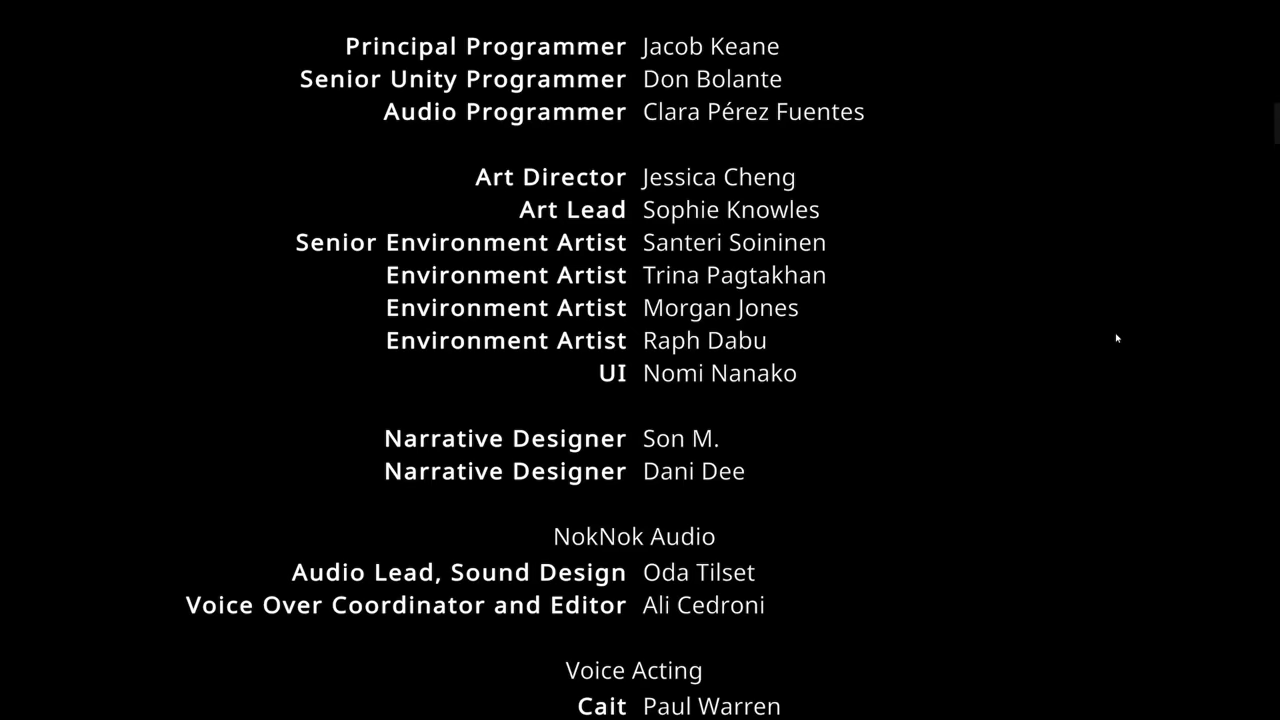 Principal Programmer Jacob Keane
Senior Unity Programmer Don Bolante
Audio Programmer Clara Pérez Fuentes
Art Director Jessica Cheng
Art Lead Sophie Knowles
Senior Environment Artist Santeri Soininen
Environment Artist Trina Pagtakhan
Environment Artist Morgan Jones
Environment Artist Raph Dabu
UI Nomi Nanako
Narrative Designer Son M.
Narrative Designer Dani Dee
NokNok Audio
Audio Lead, Sound Design Oda Tilset
Voice Over Coordinator and Editor Ali Cedroni
Voice Acting
Cait Paul Warren